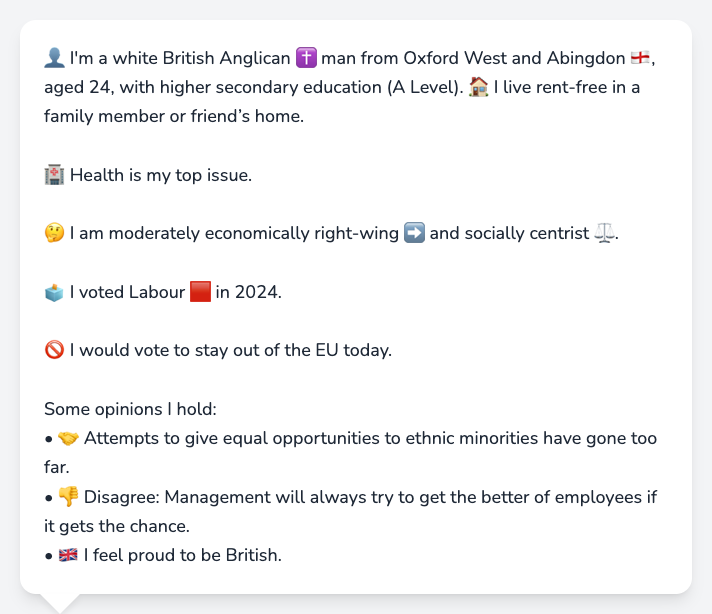 👤 I'm a white British Anglican ✝️ man from Oxford West and Abingdon 🏴󠁧󠁢󠁥󠁮󠁧󠁿,
aged 24, with higher secondary education (A Level). 🏠 I live rent-free in a
family member or friend’s home.
🏥 Health is my top issue.
🤔 I am moderately economically right-wing ➡️ and socially centrist ⚖️.
🗳️ I voted Labour 🟥 in 2024.
🚫 I would vote to stay out of the EU today.
Some opinions I hold:
• 🤝 Attempts to give equal opportunities to ethnic minorities have gone too
far.
• 👎 Disagree: Management will always try to get the better of employees if
it gets the chance.
• 🇬🇧 I feel proud to be British.